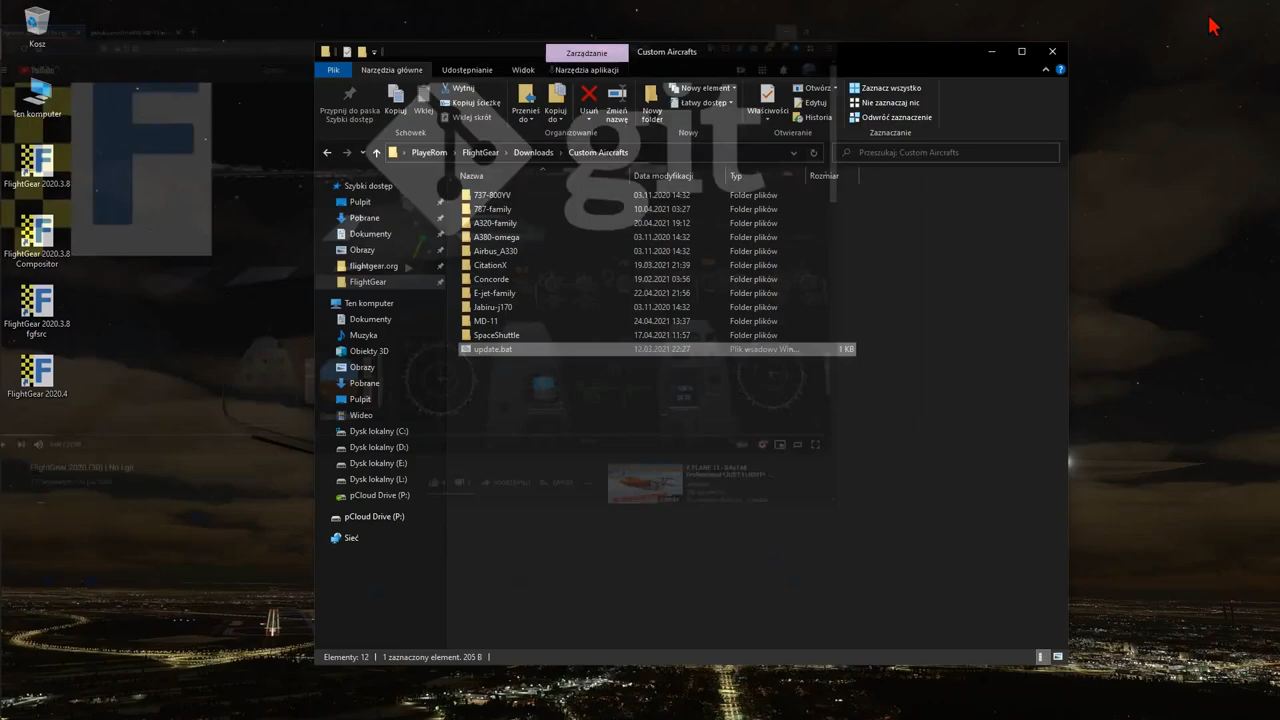 Kosz
Ten komputer
FlightGear 2020.3.8
FlightGear 2020.3.8
Compositor
FlightGear 2020.3.8
fgfsrc
FlightGear 2020.4
Zarządzanie
Custom Aircrafts
Plik
Narzędzia główne
Udostępnianie
Widok
Narzędzia aplikacji
Przypnij do paska
Szybki dostęp
Kopiuj
Wklej
Wytnij
Kopiuj ścieżkę
Wklej skrót
Schowek
Przenieś
do
Kopiuj
do
Usuń
Zmień
nazwę
Organizowanie
Nowy
folder
Nowy element
Łatwy dostęp
Nowy
Właściwości
Otwórz
Edytuj
Historia
Otwieranie
Zaznacz wszystko
Nie zaznaczaj nic
Odwróć zaznaczenie
Zaznaczanie
git
PlayeRom
FlightGear
Downloads
Custom Aircrafts
Przeszukaj: Custom Aircrafts
Nazwa
Data modyfikacji
Typ
Rozmiar
737-800YV 03.11.2020 14:32 Folder plików
787-family 10.04.2021 03:27 Folder plików
A320-family 20.04.2021 19:12 Folder plików
A380-omega 03.11.2020 14:32 Folder plików
Airbus_A330 03.11.2020 14:32 Folder plików
CitationX 19.03.2021 21:39 Folder plików
Concorde 19.02.2021 03:56 Folder plików
E-jet-family 22.04.2021 21:56 Folder plików
Jabiru-j170 03.11.2020 14:32 Folder plików
MD-11 24.04.2021 13:37 Folder plików
SpaceShuttle 17.04.2021 11:57 Folder plików
update.bat 12.03.2021 22:27 Plik wsadowy Win... 1 KB
Szybki dostęp
Pulpit
Pobrane
Dokumenty
Obrazy
flightgear.org
FlightGear
Ten komputer
Dokumenty
Muzyka
Obiekty 3D
Obrazy
Pobrane
Pulpit
Wideo
Dysk lokalny (C:)
Dysk lokalny (D:)
Dysk lokalny (E:)
Dysk lokalny (L:)
pCloud Drive (P:)
pCloud Drive (P:)
Sieć
Elementy: 12
1 zaznaczony element. 205 B